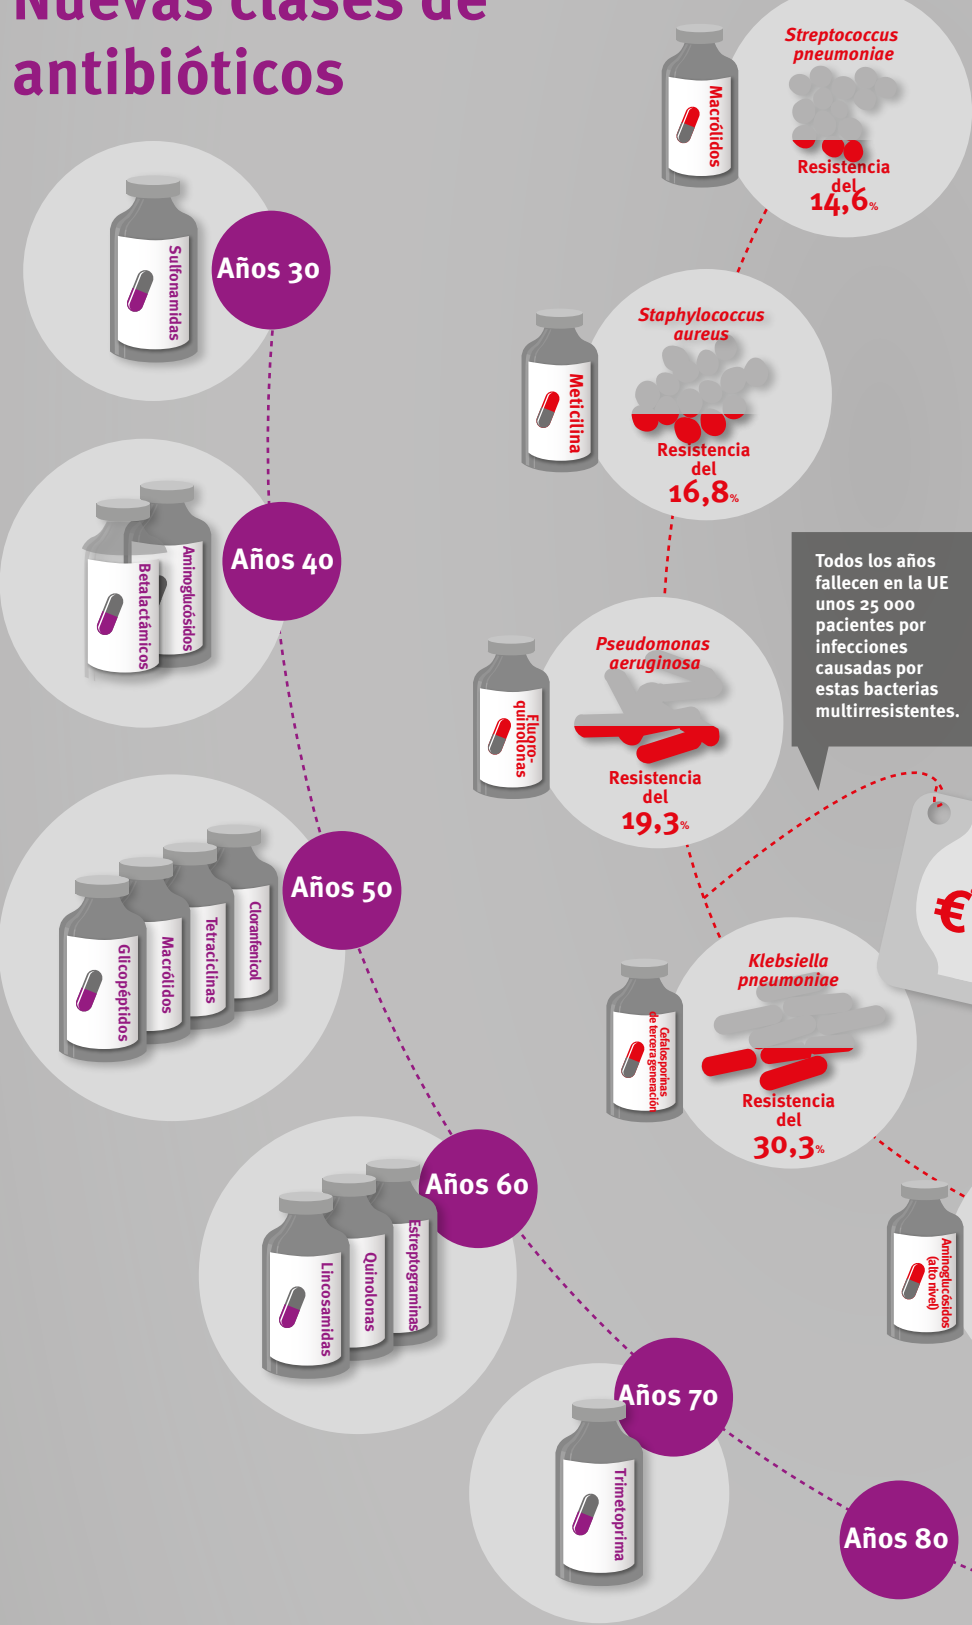 Nuevas clases de
antibióticos
Sulfonamidas
Años 30
Betalactámicos
Aminoglucósidos
Años 40
Glicopéptidos
Macrólidos
Tetraciclinas
Cloranfenicol
Años 50
Lincosamidas
Quinolonas
Estreptograminas
Años 60
Trimetoprima
Años 70
Años 80
Macrólidos
Streptococcus
pneumoniae
Resistencia
del
14,6%
Meticilina
Staphylococcus
aureus
Resistencia
del
16,8%
Fluoro-
quinolonas
Pseudomonas
aeruginosa
Resistencia
del
19,3%
Todos los años
fallecen en la UE
unos 25 000
pacientes por
infecciones
causadas por
estas bacterias
multirresistentes.
€
Cefalosporinas
de tercera generación
Klebsiella
pneumoniae
Resistencia
del
30,3%
Aminoglucósidos
(alto nivel)